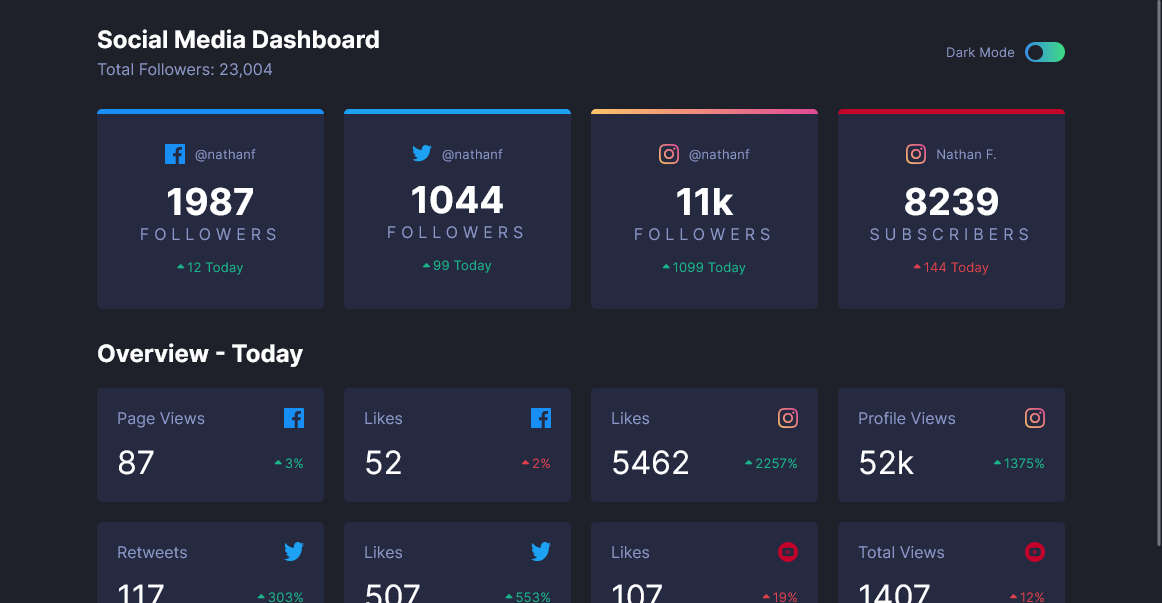 Social Media Dashboard
Total Followers: 23,004
Dark Mode
@nathanf
1987
FOLLOWERS
12 Today
@nathanf
1044
FOLLOWERS
99 Today
@nathanf
11k
FOLLOWERS
1099 Today
Nathan F.
8239
SUBSCRIBERS
144 Today
Overview - Today
Page Views
87
3%
Likes
52
2%
Likes
5462
2257%
Profile Views
52k
1375%
Retweets
117
303%
Likes
507
553%
Likes
107
19%
Total Views
1407
12%